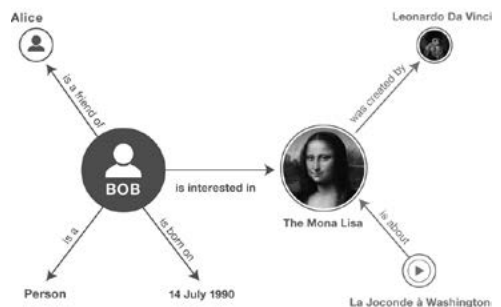 Alice
Leonardo Da Vinci
is a friend of
was created by
BOB
is interested in
The Mona Lisa
is a
is born on
is about
Person
14 July 1990
La Joconde à Washington